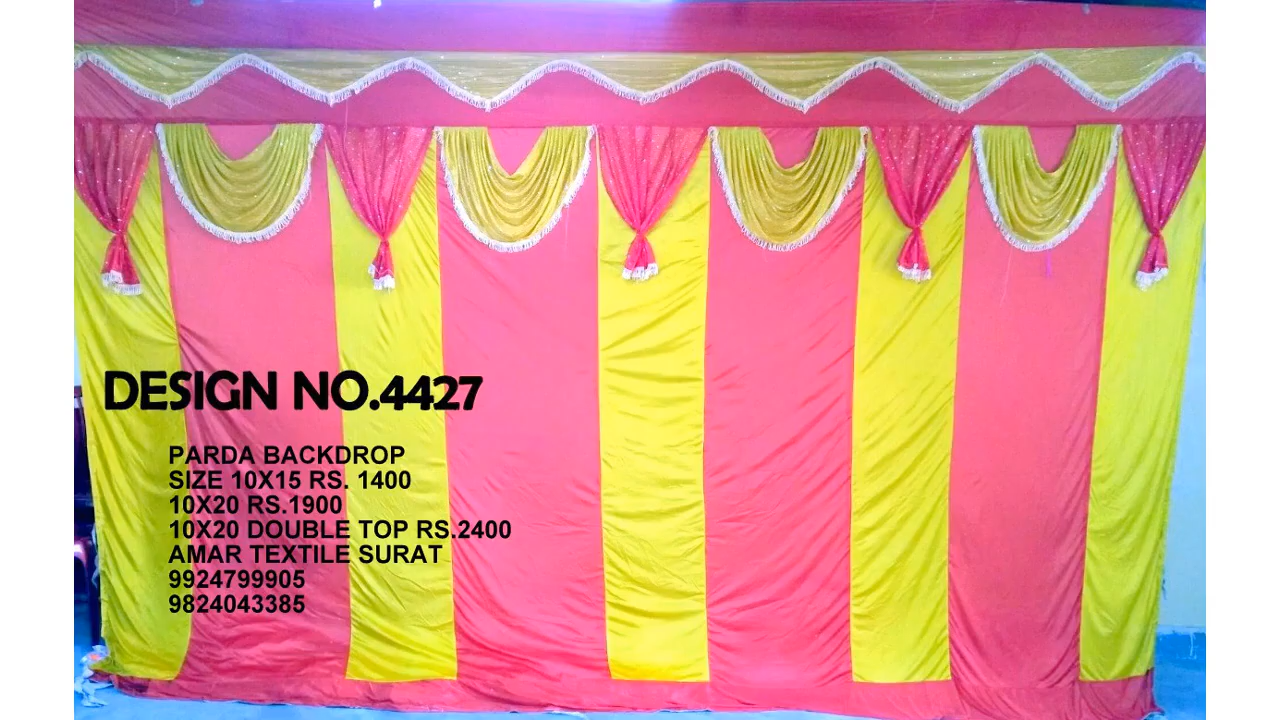 DESIGN NO.4427
PARDA BACKDROP
SIZE 10X15 RS. 1400
10X20 RS.1900
10X20 DOUBLE TOP RS.2400
AMAR TEXTILE SURAT
9924799905
9824043385